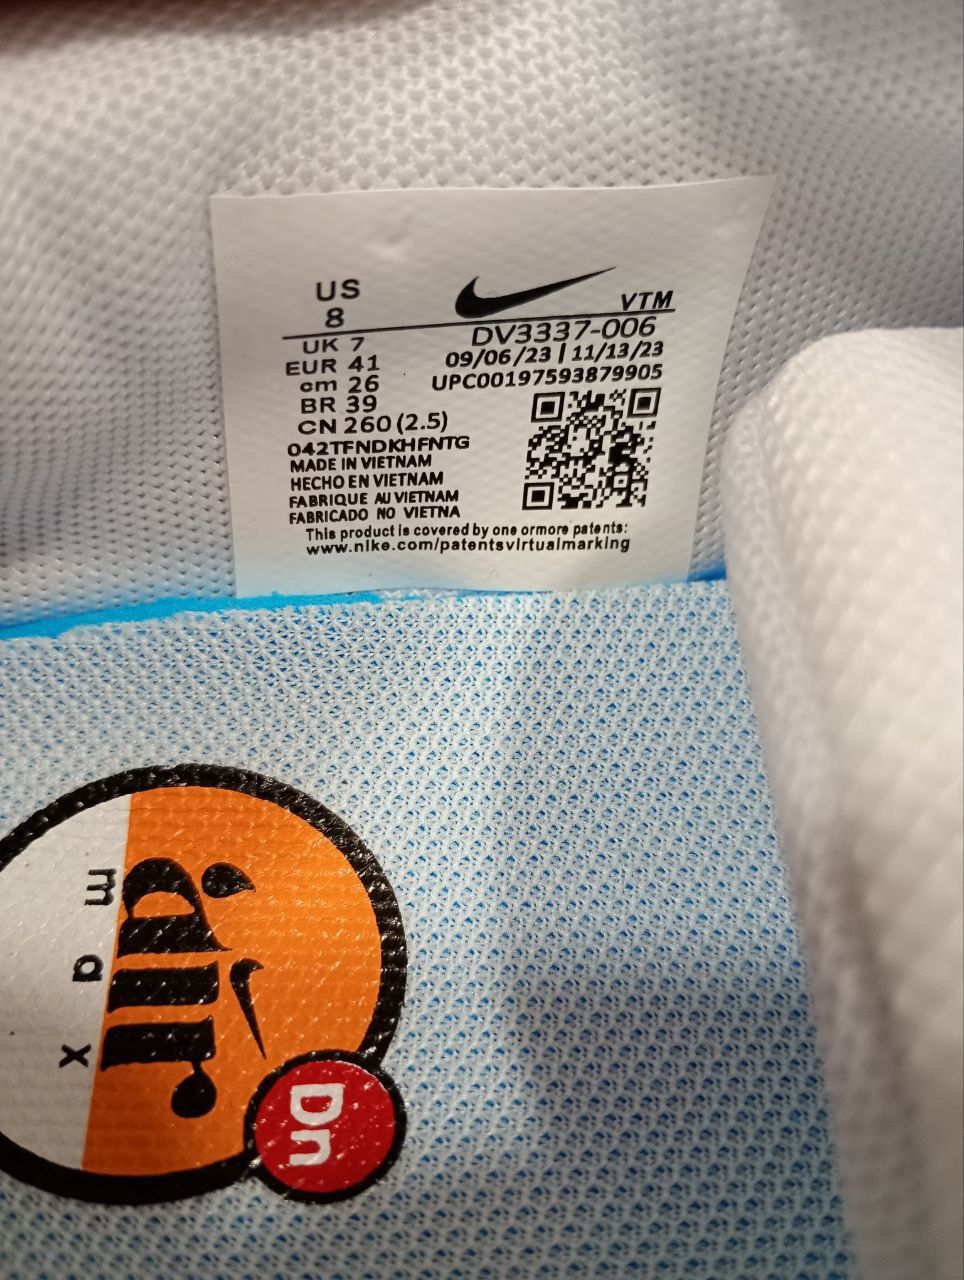 US
8
VTM
DV3337-006
UK 7
09/06/23 | 11/13/23
EUR 41
UPC00197593879905
cm 26
BR 39
CN 260 (2.5)
042TFNDKHFNTG
MADE IN VIETNAM
HECHO EN VIETNAM
FABRIQUE AU VIETNAM
FABRICADO NO VIETNA
This product is covered by one ormore patents:
www.nike.com/patentsvirtualmarking
air
max
Dn